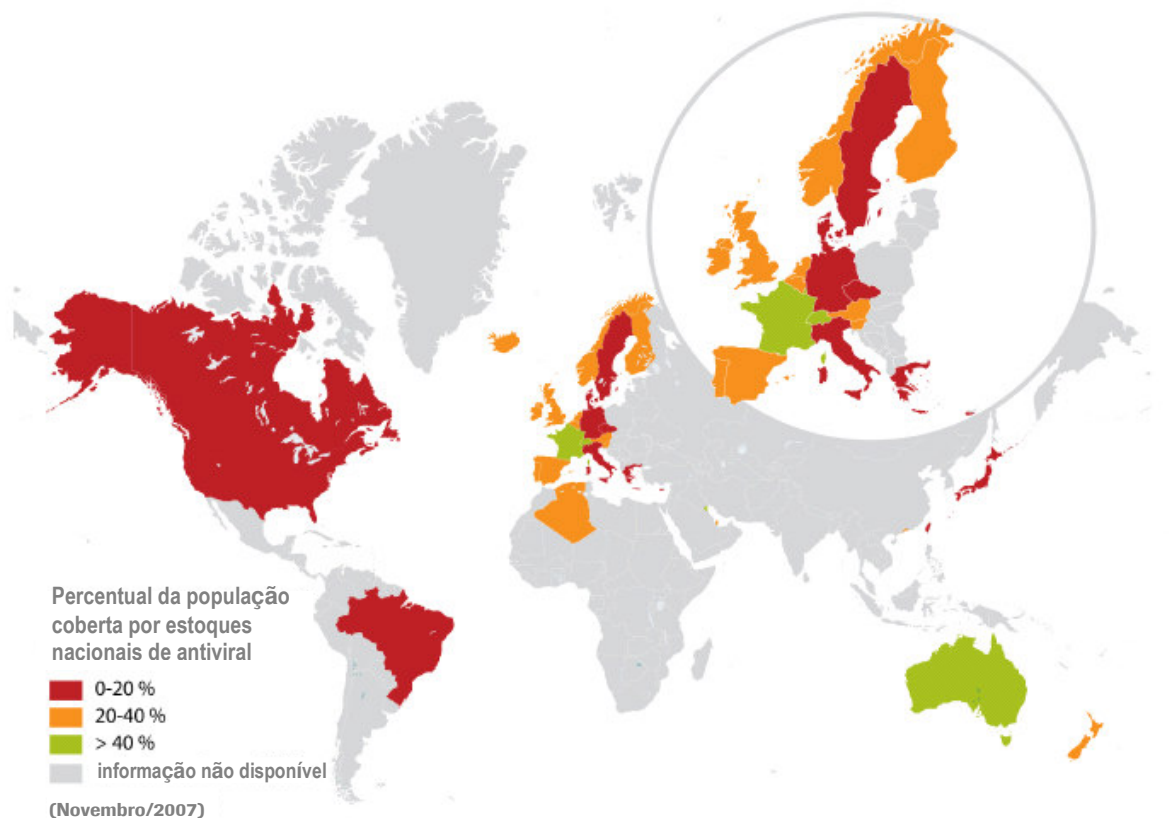 Percentual da população
coberta por estoques
nacionais de antiviral
0-20 %
20-40 %
> 40 %
informação não disponível
(Novembro/2007)